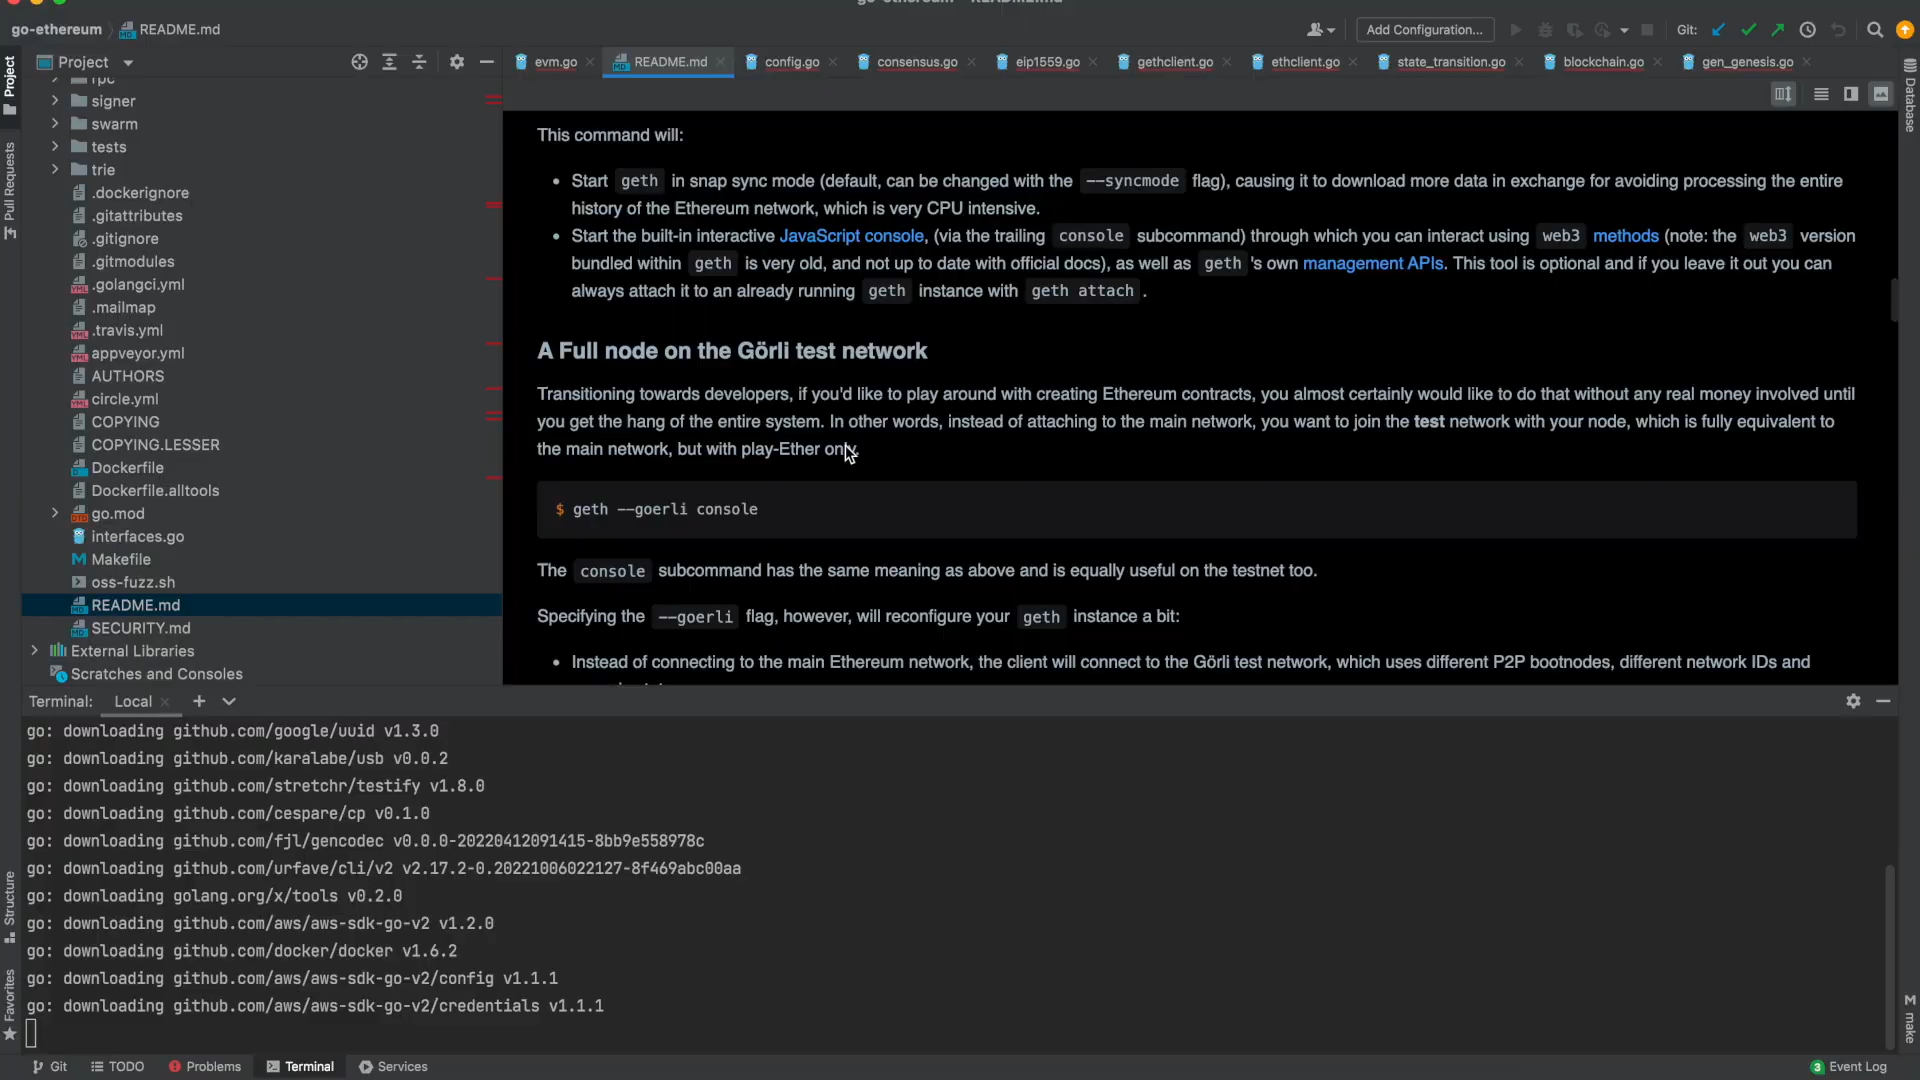 go-ethereum – README.md
go-ethereum
README.md
Add Configuration...
Git:
Project
evm.go
README.md
config.go
consensus.go
eip1559.go
gethclient.go
ethclient.go
state_transition.go
blockchain.go
gen_genesis.go
Project
Pull Requests
Structure
Favorites
rpc
signer
swarm
tests
trie
.dockerignore
.gitattributes
.gitignore
.gitmodules
.golangci.yml
.mailmap
.travis.yml
appveyor.yml
AUTHORS
circle.yml
COPYING
COPYING.LESSER
Dockerfile
Dockerfile.alltools
go.mod
interfaces.go
Makefile
oss-fuzz.sh
README.md
SECURITY.md
External Libraries
Scratches and Consoles
This command will:
• Start geth in snap sync mode (default, can be changed with the --syncmode flag), causing it to download more data in exchange for avoiding processing the entire
history of the Ethereum network, which is very CPU intensive.
• Start the built-in interactive JavaScript console, (via the trailing console subcommand) through which you can interact using web3 methods (note: the web3 version
bundled within geth is very old, and not up to date with official docs), as well as geth 's own management APIs. This tool is optional and if you leave it out you can
always attach it to an already running geth instance with geth attach .
A Full node on the Görli test network
Transitioning towards developers, if you'd like to play around with creating Ethereum contracts, you almost certainly would like to do that without any real money involved until
you get the hang of the entire system. In other words, instead of attaching to the main network, you want to join the test network with your node, which is fully equivalent to
the main network, but with play-Ether only.
$ geth --goerli console
The console subcommand has the same meaning as above and is equally useful on the testnet too.
Specifying the --goerli flag, however, will reconfigure your geth instance a bit:
• Instead of connecting to the main Ethereum network, the client will connect to the Görli test network, which uses different P2P bootnodes, different network IDs and
Database
make
Terminal:
Local
go: downloading github.com/google/uuid v1.3.0
go: downloading github.com/karalabe/usb v0.0.2
go: downloading github.com/stretchr/testify v1.8.0
go: downloading github.com/cespare/cp v0.1.0
go: downloading github.com/fjl/gencodec v0.0.0-20220412091415-8bb9e558978c
go: downloading github.com/urfave/cli/v2 v2.17.2-0.20221006022127-8f469abc00aa
go: downloading golang.org/x/tools v0.2.0
go: downloading github.com/aws/aws-sdk-go-v2 v1.2.0
go: downloading github.com/docker/docker v1.6.2
go: downloading github.com/aws/aws-sdk-go-v2/config v1.1.1
go: downloading github.com/aws/aws-sdk-go-v2/credentials v1.1.1
Git
TODO
Problems
Terminal
Services
3 Event Log